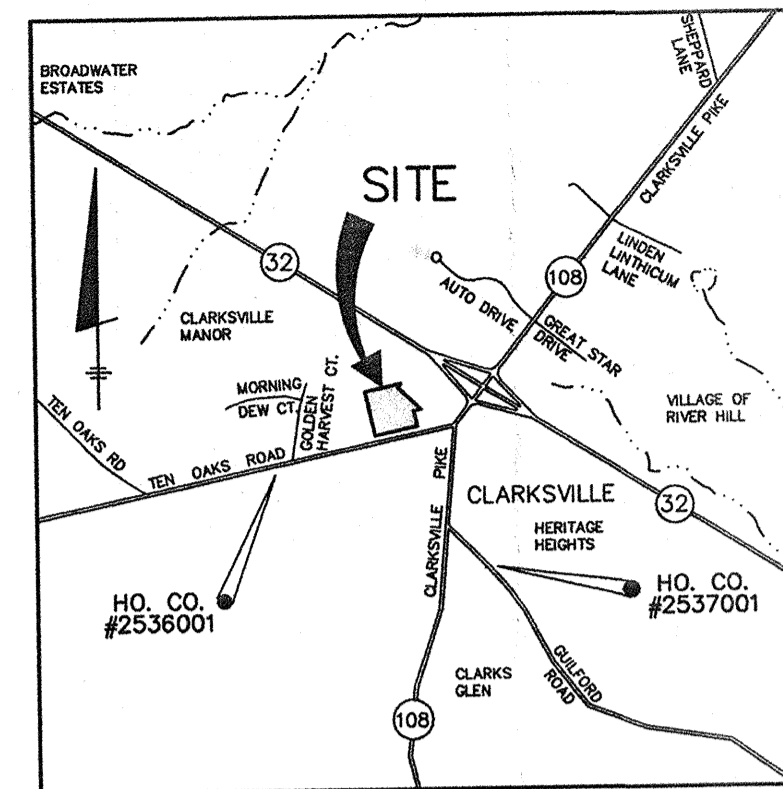 BROADWATER
ESTATES
SHEPPARD
LANE
CLARKSVILLE PIKE
SITE
32
LINDEN
LINTHICUM
LANE
108
AUTO DRIVE
GREAT STAR
DRIVE
CLARKSVILLE
MANOR
MORNING
DEW CT.
GOLDEN
HARVEST CT.
VILLAGE OF
RIVER HILL
TEN OAKS RD
TEN OAKS ROAD
CLARKSVILLE PIKE
CLARKSVILLE
32
HERITAGE
HEIGHTS
HO. CO.
#2536001
HO. CO.
#2537001
CLARKS
GLEN
GUILFORD
ROAD
108